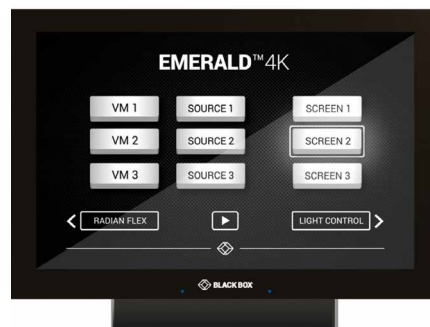 EMERALD™4K
VM 1 SOURCE 1 SCREEN 1
VM 2 SOURCE 2 SCREEN 2
VM 3 SOURCE 3 SCREEN 3
RADIAN FLEX LIGHT CONTROL
BLACK BOX